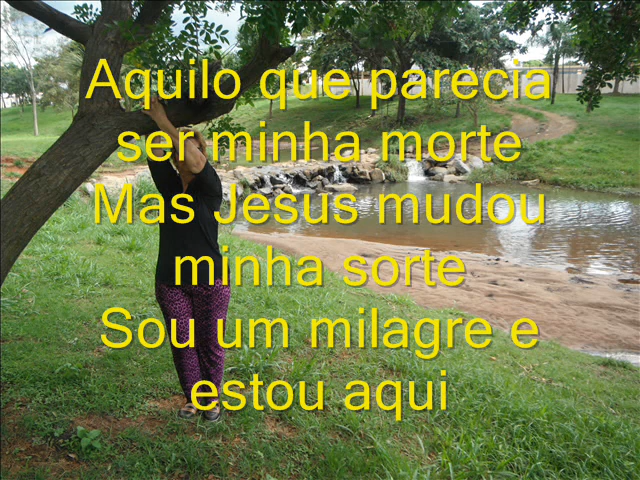 Aquilo que parecia
ser minha morte
Mas Jesus mudou
minha sorte
Sou um milagre e
estou aqui